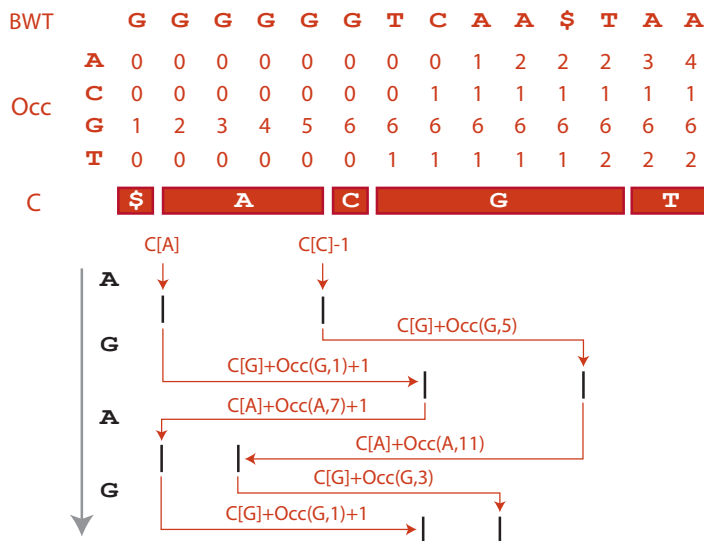 BWT G G G G G G T C A A $ T A A
A 0 0 0 0 0 0 0 0 1 2 2 2 3 4
C 0 0 0 0 0 0 0 1 1 1 1 1 1 1
Occ
G 1 2 3 4 5 6 6 6 6 6 6 6 6 6
T 0 0 0 0 0 0 1 1 1 1 1 2 2 2
C $ A C G T
C[A] C[C]-1
A
C[G]+Occ(G,5)
G
C[G]+Occ(G,1)+1
C[A]+Occ(A,7)+1
A
C[A]+Occ(A,11)
C[G]+Occ(G,3)
G
C[G]+Occ(G,1)+1